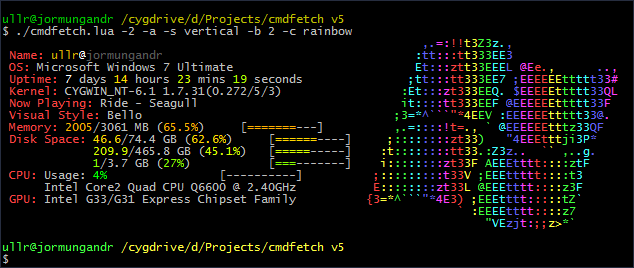 ullr@jormungandr /cygdrive/d/Projects/cmdfetch v5
$ ./cmdfetch.lua -2 -a -s vertical -b 2 -c rainbow
Name: ullr@jormungandr
OS: Microsoft Windows 7 Ultimate
Uptime: 7 days 14 hours 23 mins 19 seconds
Kernel: CYGWIN_NT-6.1 1.7.31(0.272/5/3)
Now Playing: Ride - Seagull
Visual Style: Bello
Memory: 2005/3061 MB (65.5%) [=======---]
Disk Space: 46.6/74.4 GB (62.6%) [======----]
209.9/465.8 GB (45.1%) [=====-----]
1/3.7 GB (27%) [===-------]
CPU: Usage: 4% [----------]
Intel Core2 Quad CPU Q6600 @ 2.40GHz
GPU: Intel G33/G31 Express Chipset Family
ullr@jormungandr /cygdrive/d/Projects/cmdfetch v5
$